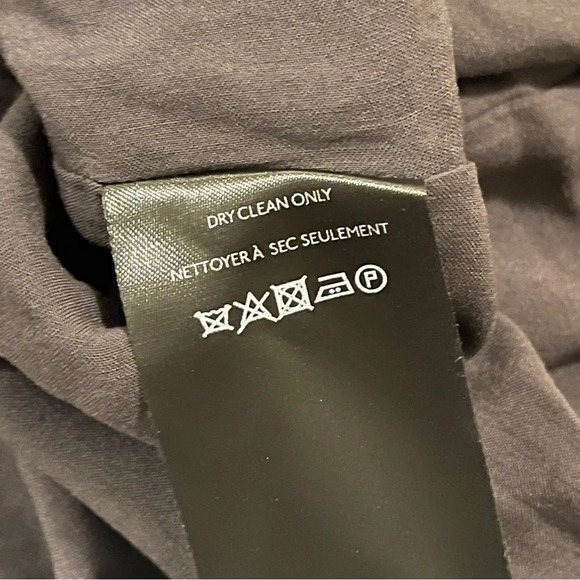 DRY CLEAN ONLY
NETTOYER À SEC SEULEMENT
P